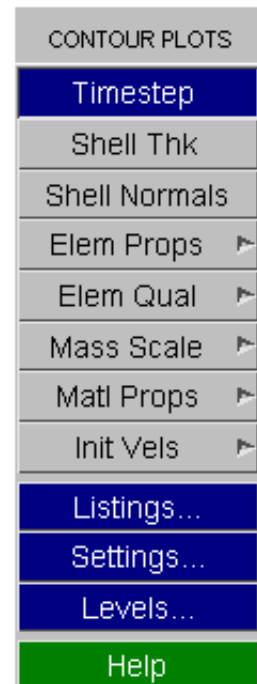 CONTOUR PLOTS
Timestep
Shell Thk
Shell Normals
Elem Props
Elem Qual
Mass Scale
Matl Props
Init Vels
Listings...
Settings...
Levels...
Help